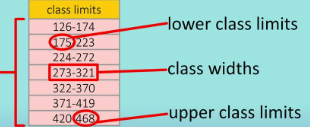 class limits
126-174
175-223
224-272
273-321
322-370
371-419
420-468
lower class limits
class widths
upper class limits